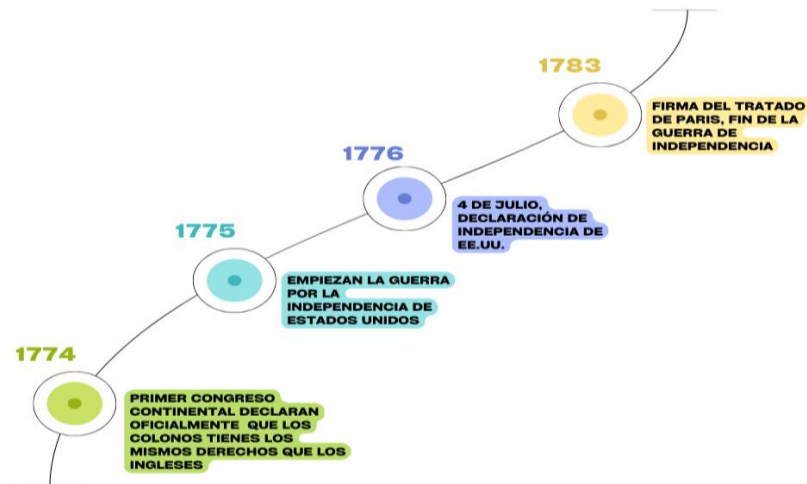 1783
FIRMA DEL TRATADO
DE PARIS, FIN DE LA
GUERRA DE
INDEPENDENCIA
1776
4 DE JULIO,
DECLARACIÓN DE
INDEPENDENCIA DE
EE.UU.
1775
EMPIEZAN LA GUERRA
POR LA
INDEPENDENCIA DE
ESTADOS UNIDOS
1774
PRIMER CONGRESO
CONTINENTAL DECLARAN
OFICIALMENTE QUE LOS
COLONOS TIENES LOS
MISMOS DERECHOS QUE LOS
INGLESES